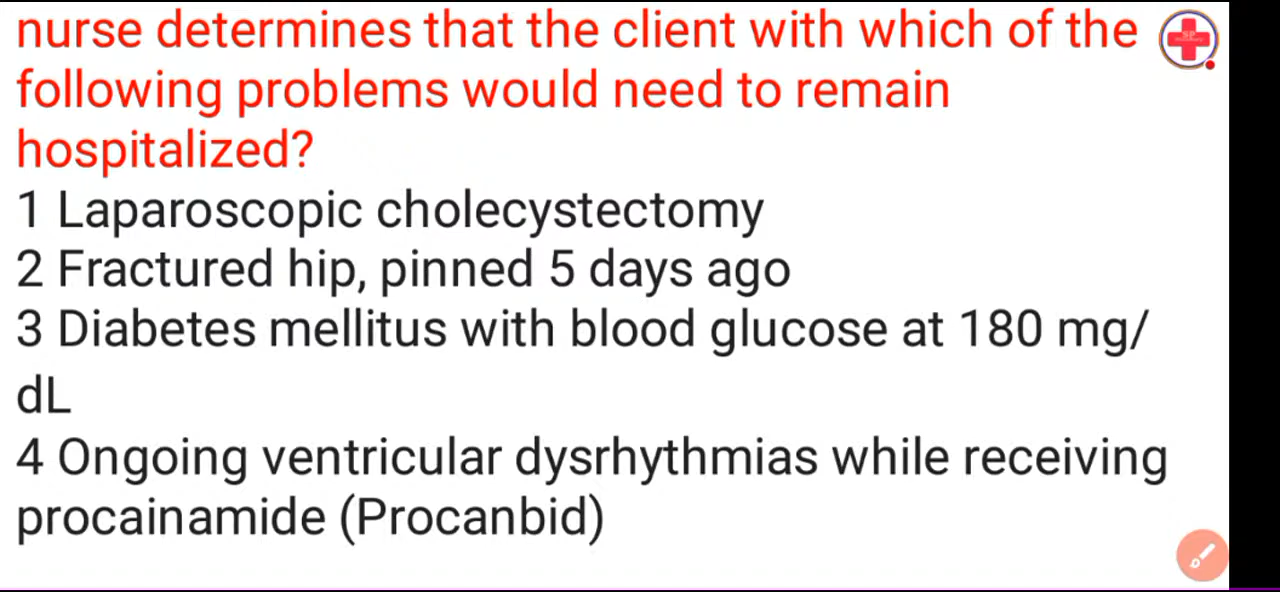 nurse determines that the client with which of the
following problems would need to remain
hospitalized?
1 Laparoscopic cholecystectomy
2 Fractured hip, pinned 5 days ago
3 Diabetes mellitus with blood glucose at 180 mg/
dL
4 Ongoing ventricular dysrhythmias while receiving
procainamide (Procanbid)